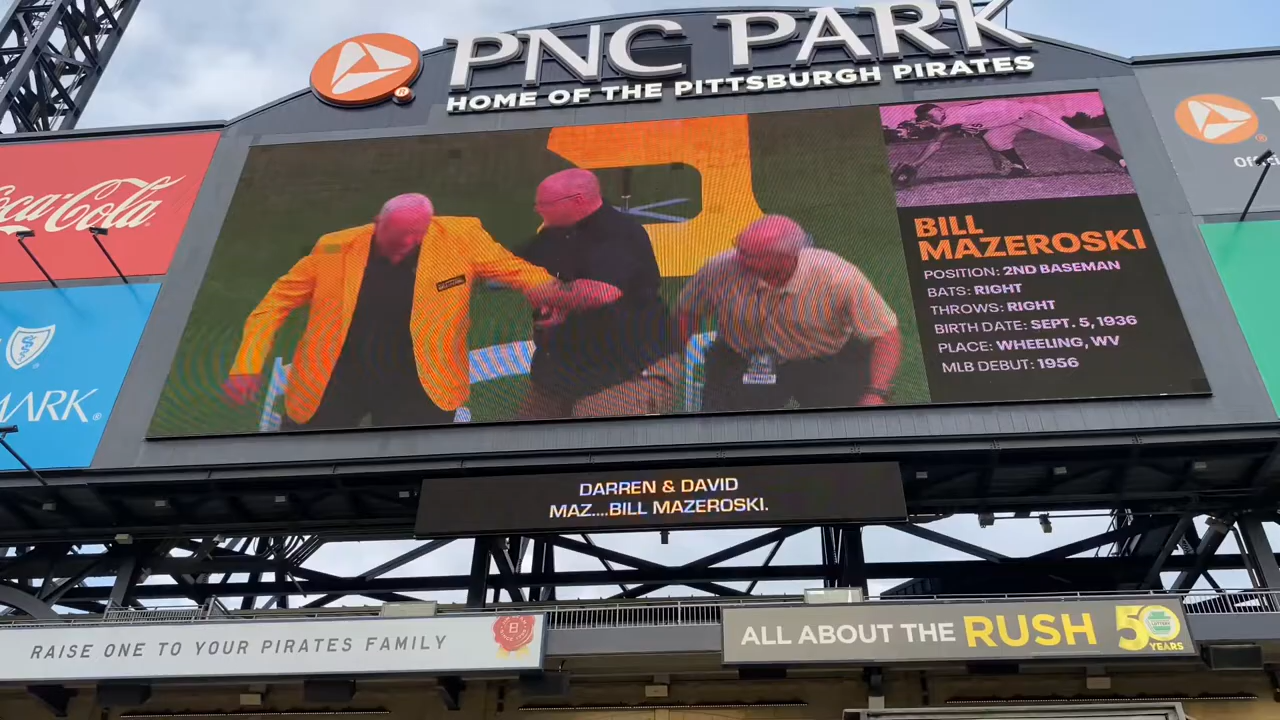 PNC PARK
HOME OF THE PITTSBURGH PIRATES
Coca-Cola
BILL
MAZEROSKI
POSITION: 2ND BASEMAN
BATS: RIGHT
THROWS: RIGHT
BIRTH DATE: SEPT. 5, 1936
PLACE: WHEELING, WV
MLB DEBUT: 1956
DARREN & DAVID
MAZ....BILL MAZEROSKI.
RAISE ONE TO YOUR PIRATES FAMILY
ALL ABOUT THE RUSH 50
YEARS